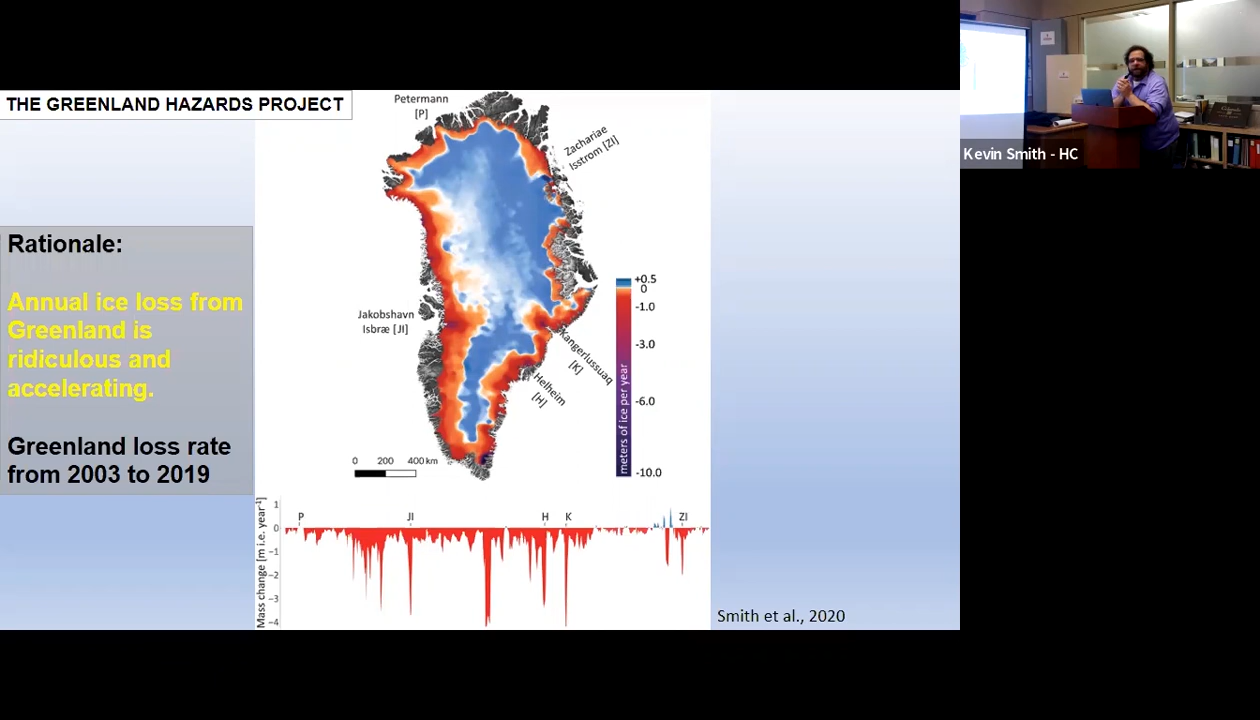 THE GREENLAND HAZARDS PROJECT
Rationale:
Annual ice loss from
Greenland is
ridiculous and
accelerating.
Greenland loss rate
from 2003 to 2019
Petermann
[P]
Zachariae
Isstrom [ZI]
Jakobshavn
Isbræ [JI]
Kangerlussuaq
[K]
Helheim
[H]
+0.5
0
-1.0
-3.0
-6.0
-10.0
meters of ice per year
0 200 400 km
Mass change [m i.e. year⁻¹]
1
0
−1
−2
−3
−4
P JI H K ZI
Smith et al., 2020
Kevin Smith - HC